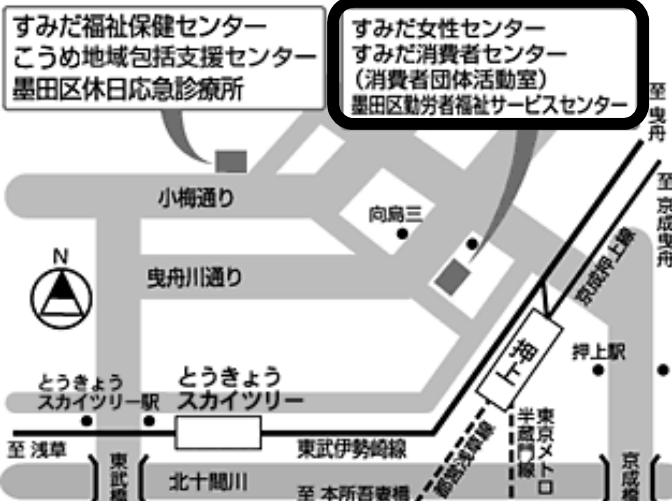 すみだ福祉保健センター
こうめ地域包括支援センター
墨田区休日応急診療所
すみだ女性センター
すみだ消費者センター
(消費者団体活動室)
墨田区勤労者福祉サービスセンター
至 曳舟
至 京成曳舟
小梅通り
向島三
N
曳舟川通り
京成押上線
押上
押上駅
とうきょう
スカイツリー駅
とうきょう
スカイツリー
至 浅草
東武伊勢崎線
都営浅草線
半蔵門線
東京メトロ
東武橋
北十間川
至 本所吾妻橋
京成橋